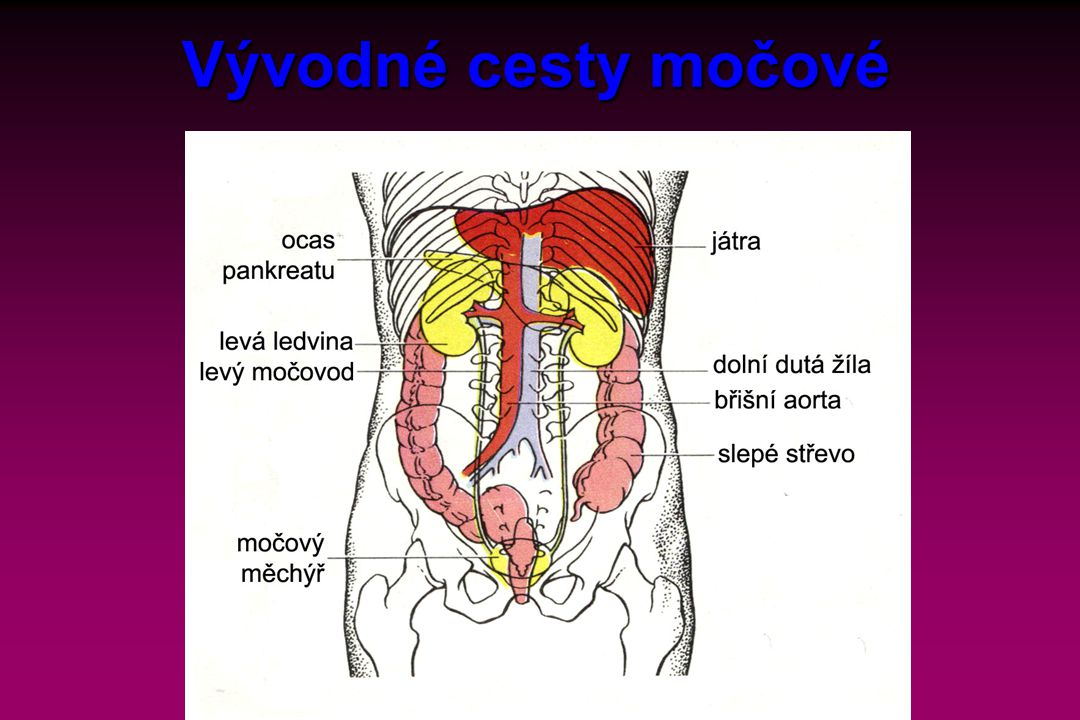 Vývodné cesty močové
ocas
pankreatu
játra
levá ledvina
levý močovod
dolní dutá žíla
břišní aorta
slepé střevo
močový
měchýř